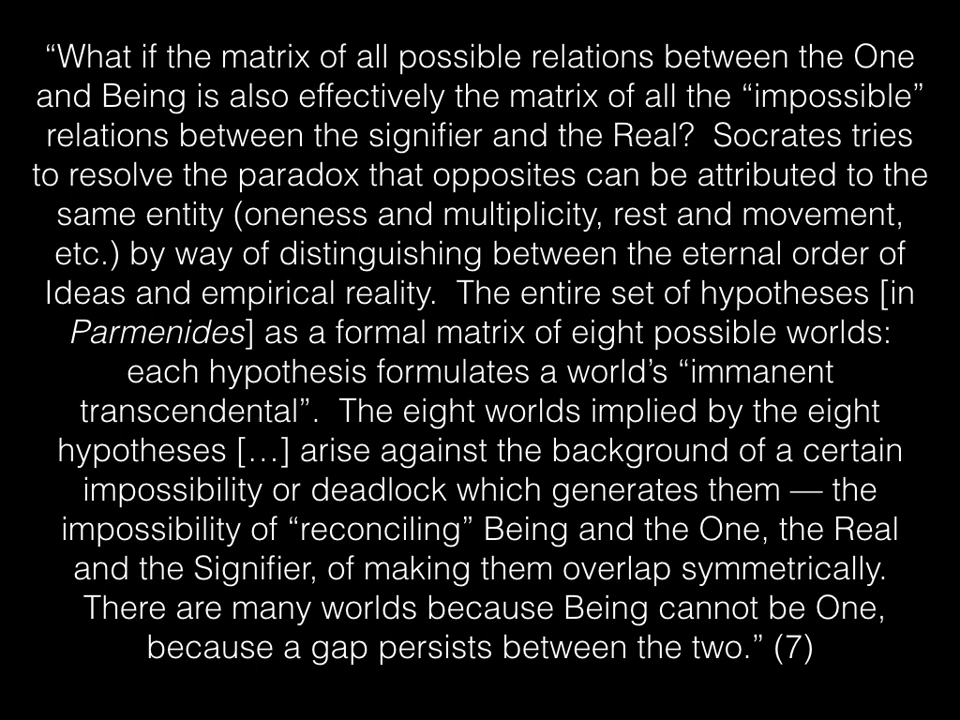 “What if the matrix of all possible relations between the One
and Being is also effectively the matrix of all the “impossible”
relations between the signifier and the Real?  Socrates tries
to resolve the paradox that opposites can be attributed to the
same entity (oneness and multiplicity, rest and movement,
etc.) by way of distinguishing between the eternal order of
Ideas and empirical reality.  The entire set of hypotheses [in
Parmenides] as a formal matrix of eight possible worlds:
each hypothesis formulates a world’s “immanent
transcendental”.  The eight worlds implied by the eight
hypotheses […] arise against the background of a certain
impossibility or deadlock which generates them — the
impossibility of “reconciling” Being and the One, the Real
and the Signifier, of making them overlap symmetrically.
There are many worlds because Being cannot be One,
because a gap persists between the two.” (7)